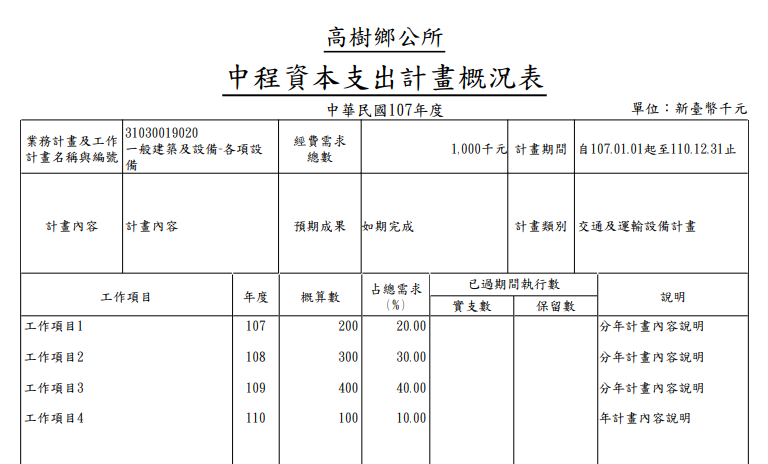 高樹鄉公所
中程資本支出計畫概況表
中華民國107年度
單位：新臺幣千元
業務計畫及工作
計畫名稱與編號
31030019020
一般建築及設備-各項設
備
經費需求
總數
1,000千元
計畫期間
自107.01.01起至110.12.31止
計畫內容
計畫內容
預期成果
如期完成
計畫類別
交通及運輸設備計畫
工作項目
年度
概算數
占總需求
(%)
已過期間執行數
實支數
保留數
說明
工作項目1 107 200 20.00 分年計畫內容說明
工作項目2 108 300 30.00 分年計畫內容說明
工作項目3 109 400 40.00 分年計畫內容說明
工作項目4 110 100 10.00 年計畫內容說明